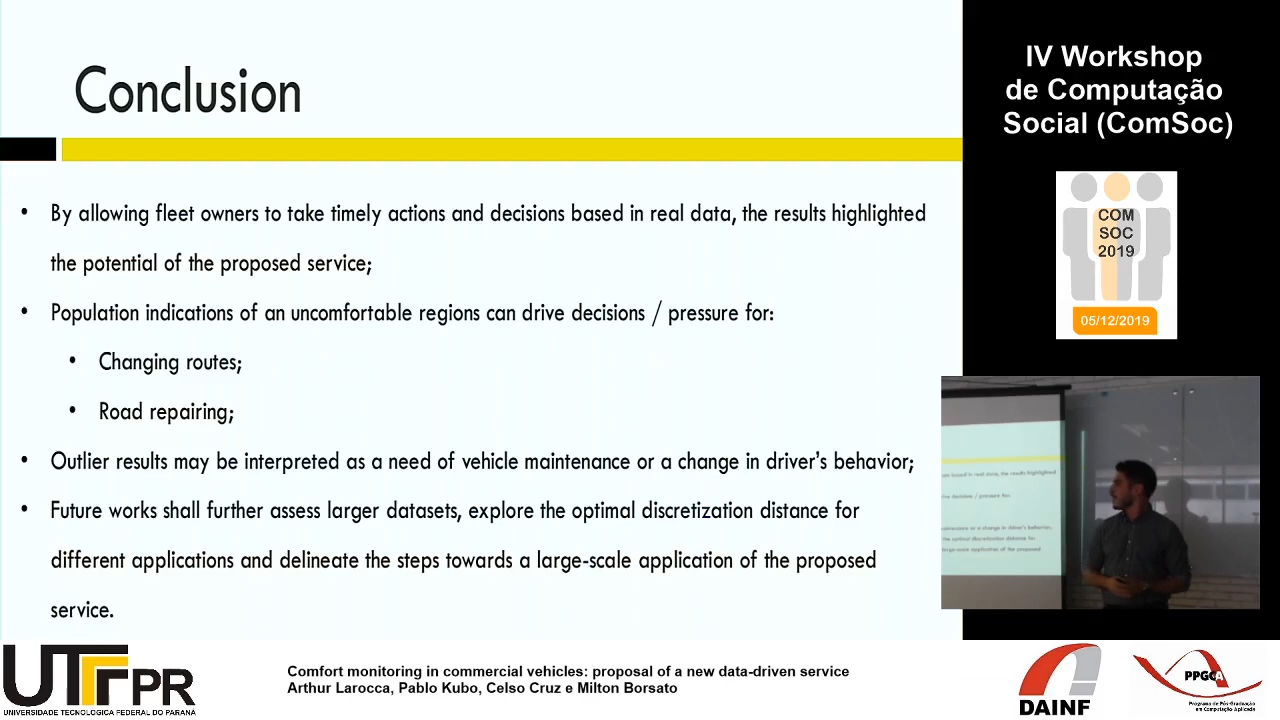 Conclusion
• By allowing fleet owners to take timely actions and decisions based in real data, the results highlighted
the potential of the proposed service;
• Population indications of an uncomfortable regions can drive decisions / pressure for:
• Changing routes;
• Road repairing;
• Outlier results may be interpreted as a need of vehicle maintenance or a change in driver's behavior;
• Future works shall further assess larger datasets, explore the optimal discretization distance for
different applications and delineate the steps towards a large-scale application of the proposed
service.
IV Workshop
de Computação
Social (ComSoc)
COM
SOC
2019
05/12/2019
UTFPR
UNIVERSIDADE TECNOLÓGICA FEDERAL DO PARANÁ
Comfort monitoring in commercial vehicles: proposal of a new data-driven service
Arthur Larocca, Pablo Kubo, Celso Cruz e Milton Borsato
DAINF
PPGCA
Programa de Pós-Graduação
em Computação Aplicada